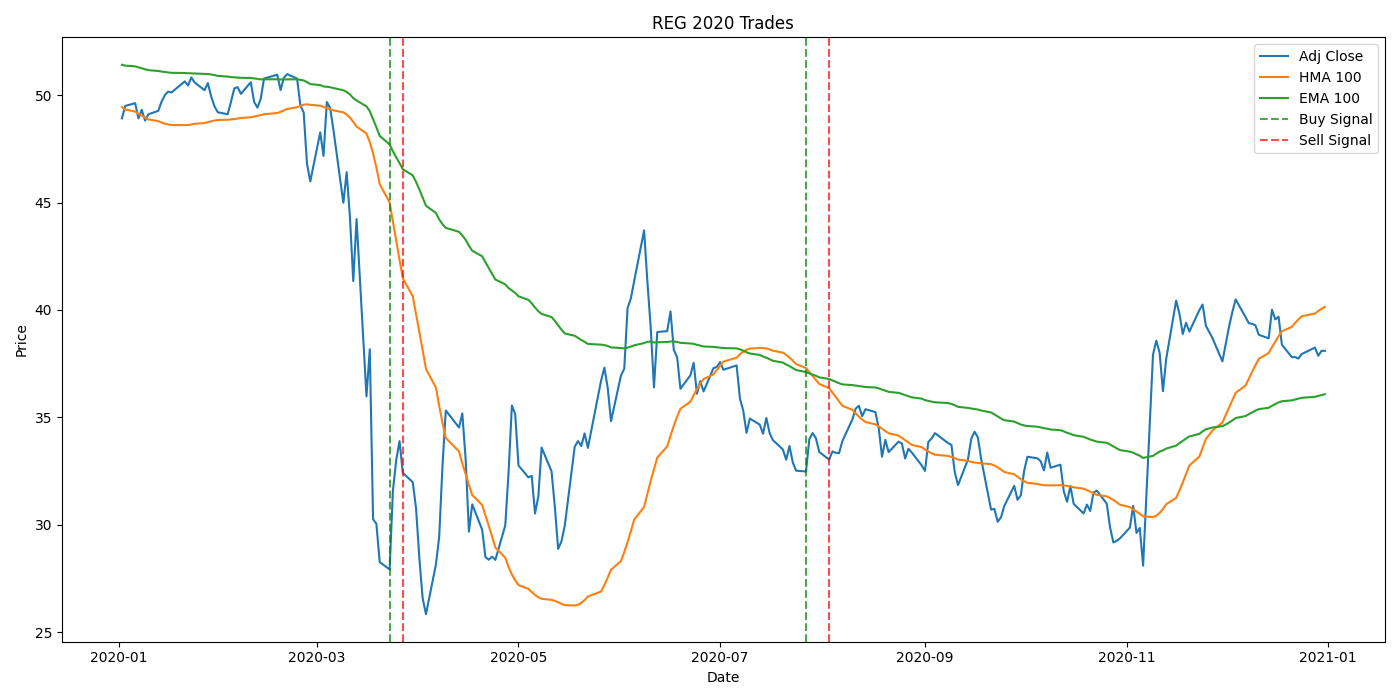 REG 2020 Trades
Adj Close
HMA 100
EMA 100
Buy Signal
Sell Signal
Price
50
45
40
35
30
25
2020-01
2020-03
2020-05
2020-07
2020-09
2020-11
2021-01
Date